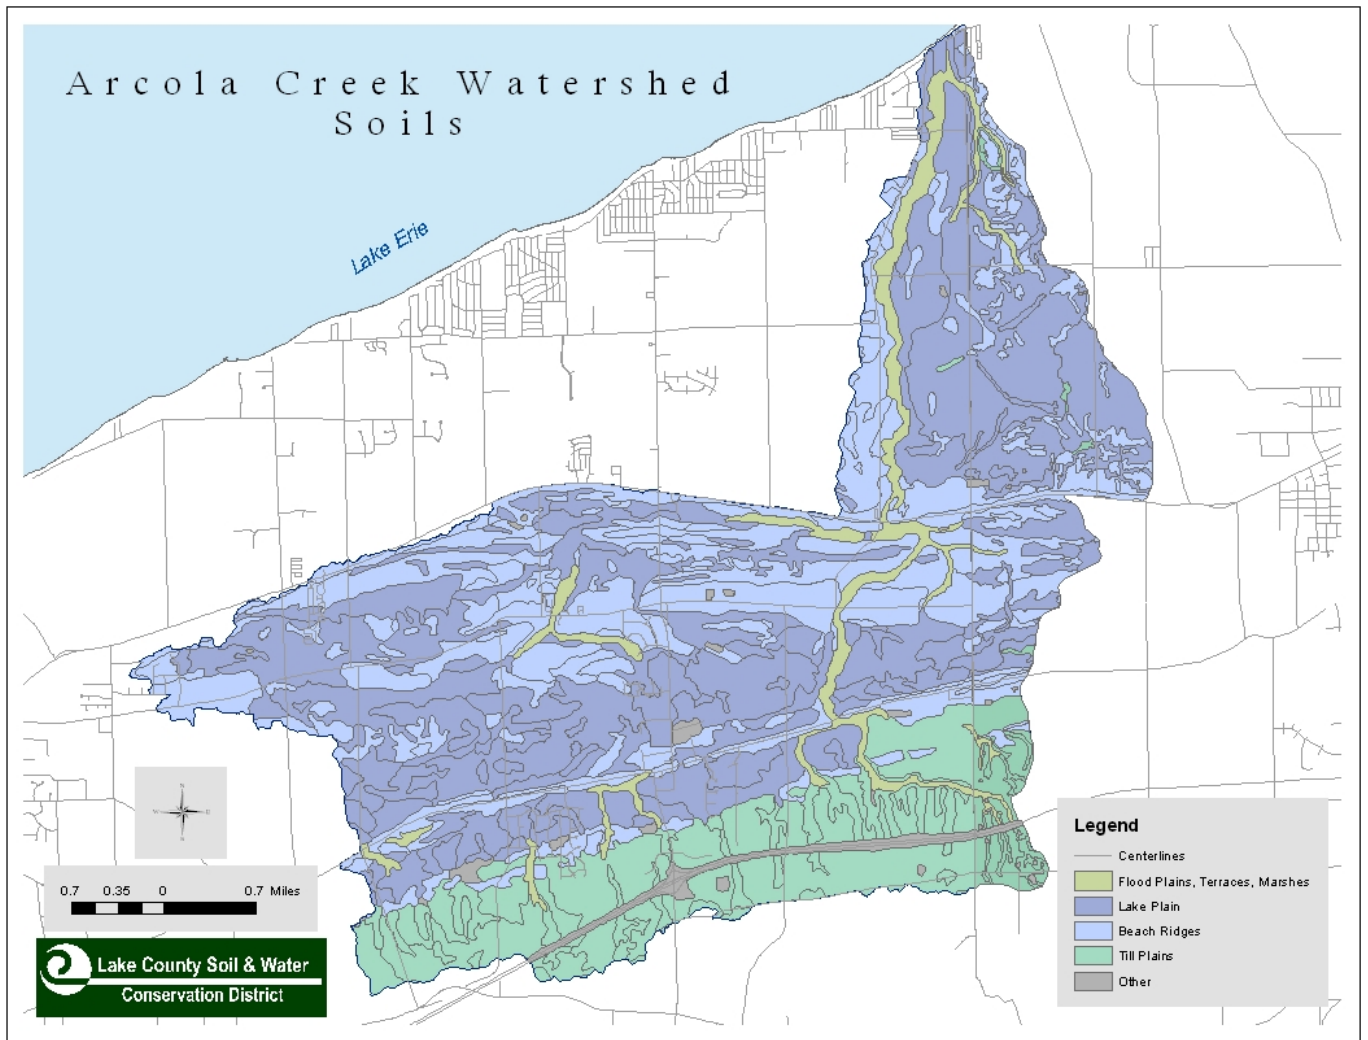 Arcola Creek Watershed
Soils
Lake Erie
Legend
Centerlines
Flood Plains, Terraces, Marshes
Lake Plain
Beach Ridges
Till Plains
Other
0.7 0.35 0 0.7 Miles
Lake County Soil & Water
Conservation District